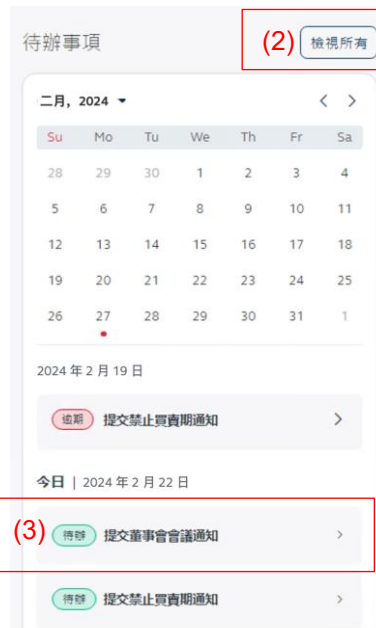 待辦事項 (2) 檢視所有
二月, 2024
Su Mo Tu We Th Fr Sa
28 29 30 1 2 3 4
5 6 7 8 9 10 11
12 13 14 15 16 17 18
19 20 21 22 23 24 25
26 27 28 29 30 31 1
2024 年 2 月 19 日
逾期 提交禁止買賣期通知
今日 | 2024 年 2 月 22 日
(3) 待辦 提交董事會會議通知
待辦 提交禁止買賣期通知